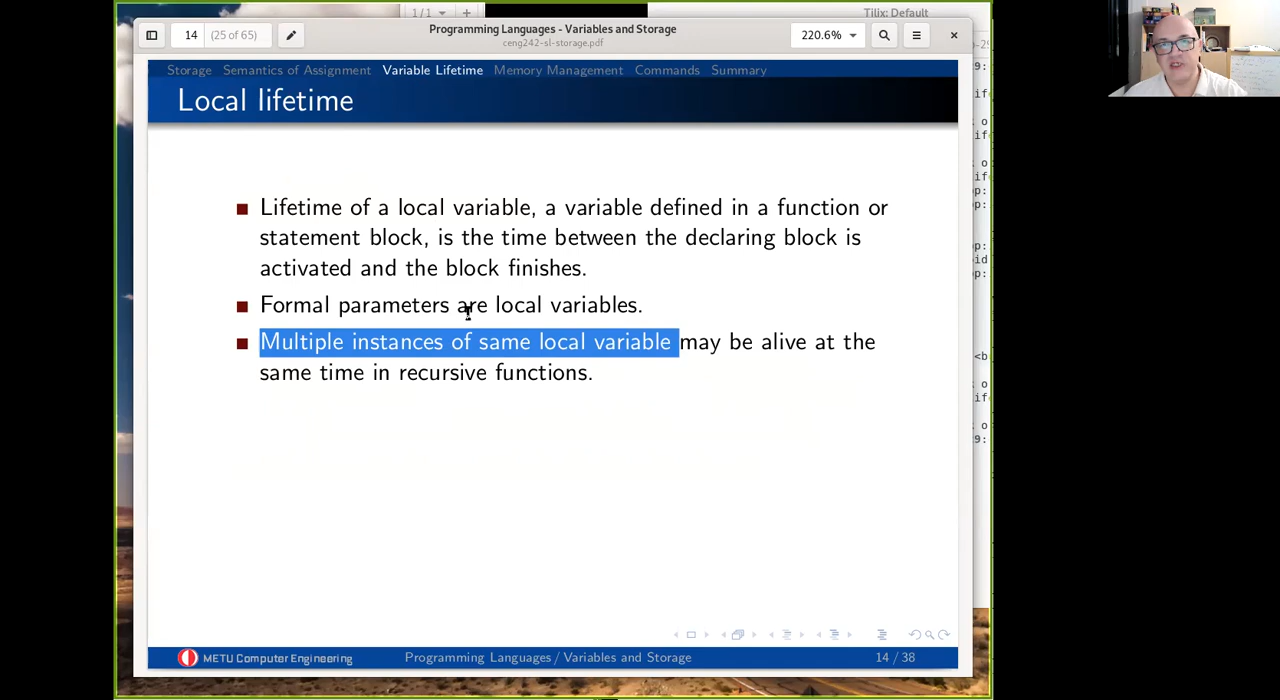 1/1
+
Tilix: Default
14
(25 of 65)
Programming Languages - Variables and Storage
ceng242-sl-storage.pdf
220.6%
Storage Semantics of Assignment Variable Lifetime Memory Management Commands Summary
Local lifetime
■ Lifetime of a local variable, a variable defined in a function or
statement block, is the time between the declaring block is
activated and the block finishes.
■ Formal parameters are local variables.
■ Multiple instances of same local variable may be alive at the
same time in recursive functions.
METU Computer Engineering
Programming Languages / Variables and Storage
14 / 38